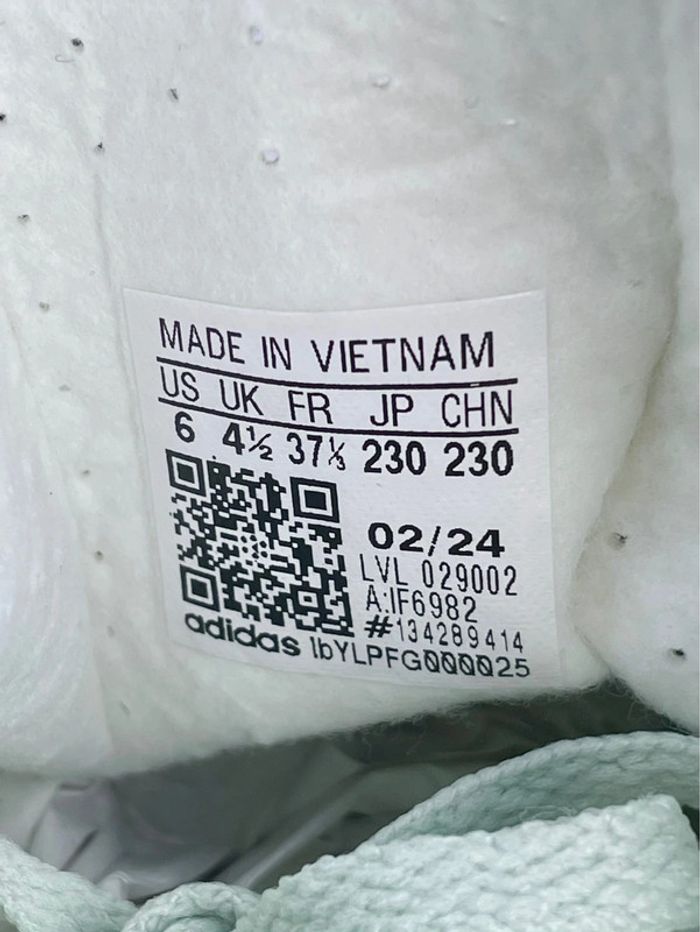 MADE IN VIETNAM
US UK FR JP CHN
6 4½ 37⅓ 230 230
02/24
LVL 029002
A:IF6982
#134289414
adidas 1bYLPFG000025